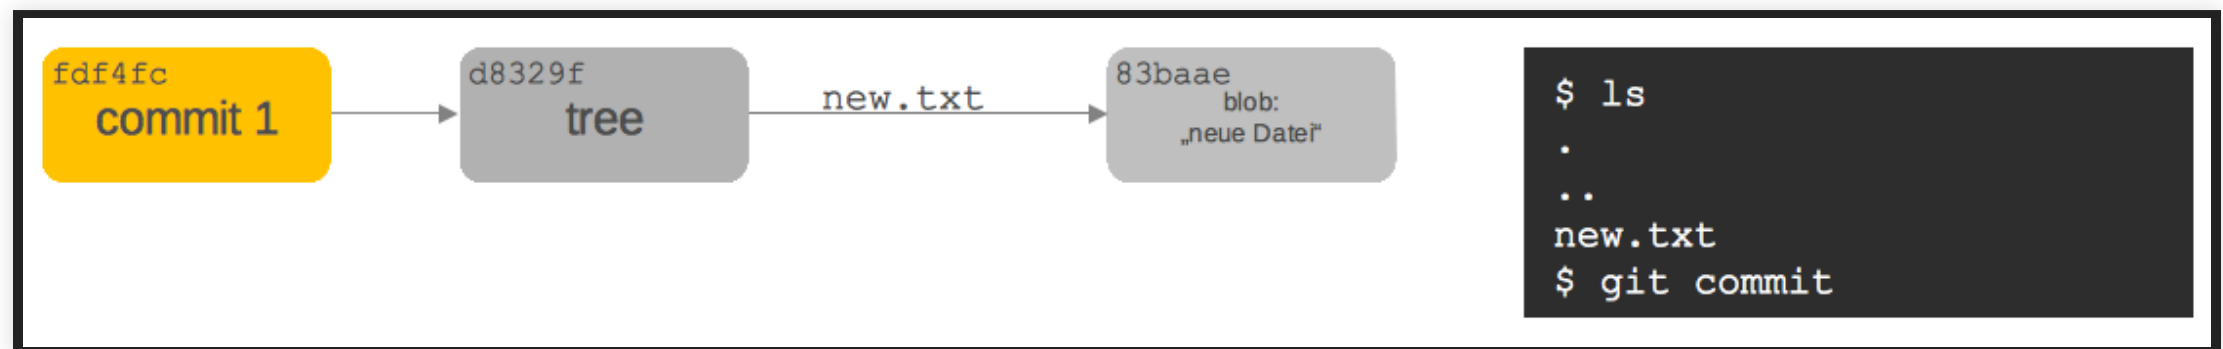 fdf4fc
commit 1
d8329f
tree
new.txt
83baae
blob:
„neue Datei“
$ ls
.
..
new.txt
$ git commit